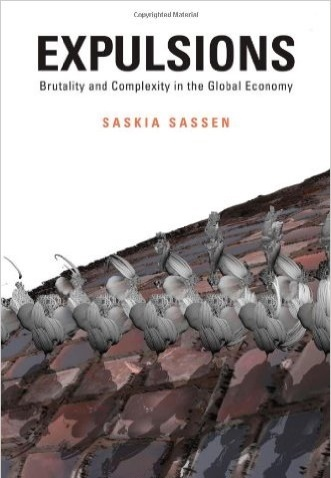 Copyrighted Material
EXPULSIONS
Brutality and Complexity in the Global Economy
SASKIA SASSEN